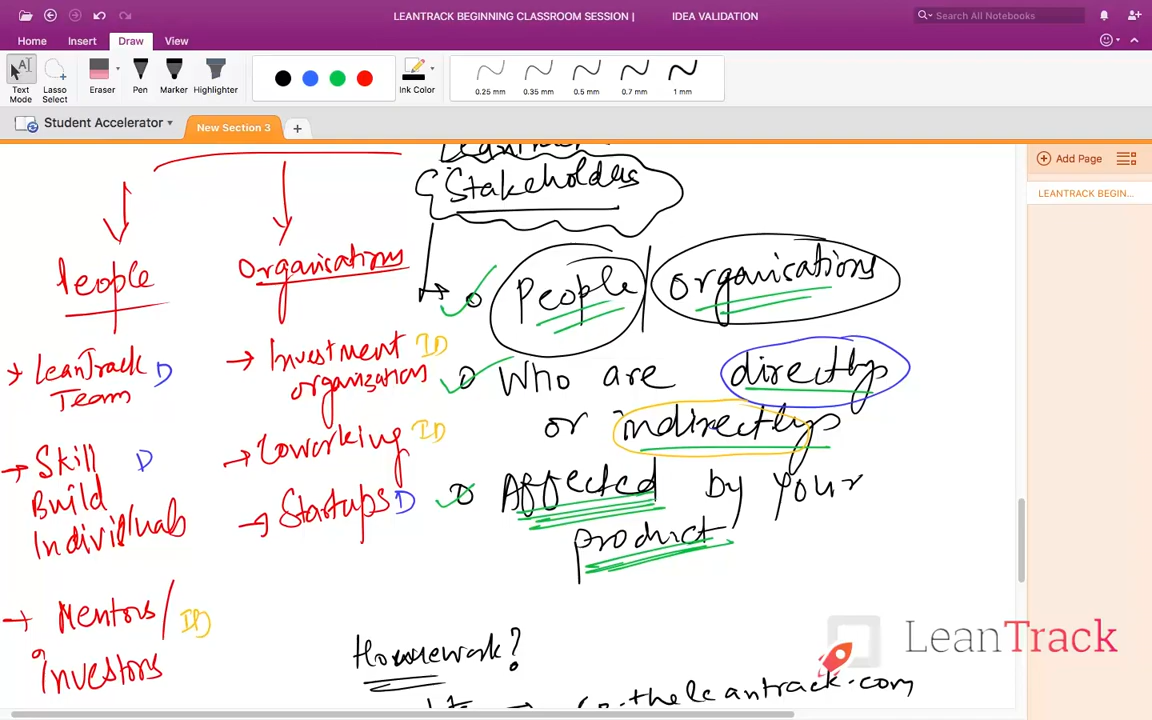 LEANTRACK BEGINNING CLASSROOM SESSION | IDEA VALIDATION
Search All Notebooks
Home Insert Draw View
Text Mode
Lasso Select
Eraser
Pen
Marker
Highlighter
Ink Color
0.25 mm 0.35 mm 0.5 mm 0.7 mm 1 mm
Student Accelerator
New Section 3
Add Page
LEANTRACK BEGIN...
Stakeholders
People / organisations
Who are directly
or indirectly
Affected by your
product
People
→ LeanTrack D
Team
→ Skill D
Build
Individuals
→ Mentors / ID
Investors
Organisations
→ Investment ID
organization
→ Coworking ID
→ Startups D
Homework?
LeanTrack